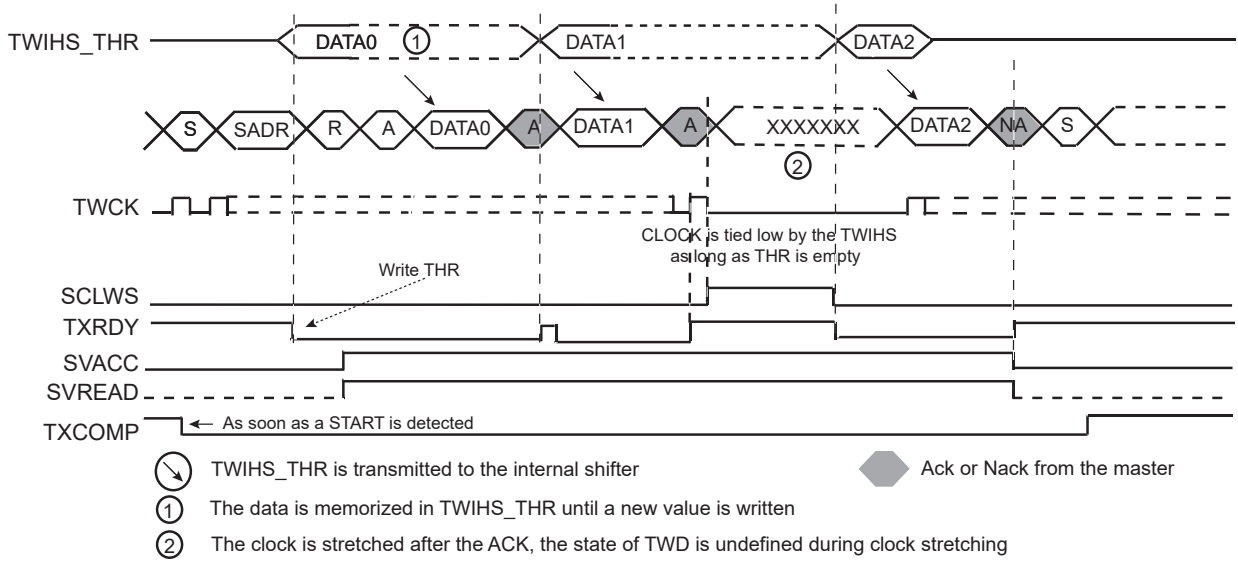 TWIHS_THR DATA0 1 DATA1 DATA2
S SADR R A DATA0 A DATA1 A XXXXXXX DATA2 NA S
2
TWCK
CLOCK is tied low by the TWIHS
as long as THR is empty
Write THR
SCLWS
TXRDY
SVACC
SVREAD
TXCOMP As soon as a START is detected
TWIHS_THR is transmitted to the internal shifter Ack or Nack from the master
1 The data is memorized in TWIHS_THR until a new value is written
2 The clock is stretched after the ACK, the state of TWD is undefined during clock stretching